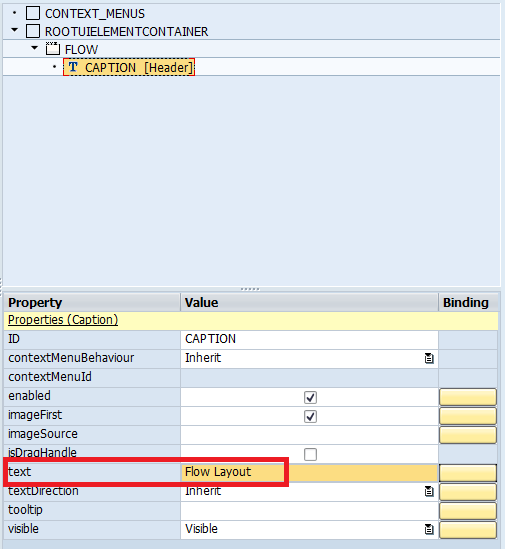 CONTEXT_MENUS
ROOTUIELEMENTCONTAINER
FLOW
T CAPTION [Header]
Property Value Binding
Properties (Caption)
ID CAPTION
contextMenuBehaviour Inherit
contextMenuId
enabled
imageFirst
imageSource
isDragHandle
text Flow Layout
textDirection Inherit
tooltip
visible Visible